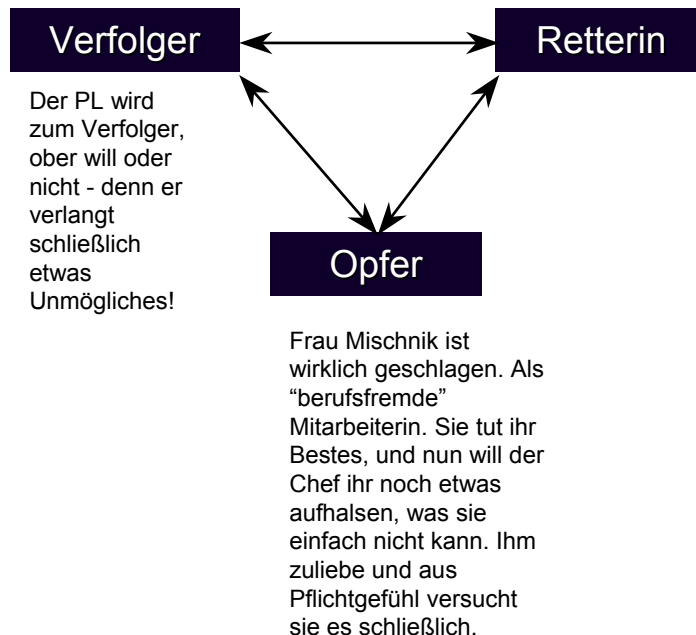 Verfolger
Retterin
Der PL wird
zum Verfolger,
ober will oder
nicht - denn er
verlangt
schließlich
etwas
Unmögliches!
Opfer
Frau Mischnik ist
wirklich geschlagen. Als
“berufsfremde”
Mitarbeiterin. Sie tut ihr
Bestes, und nun will der
Chef ihr noch etwas
aufhalsen, was sie
einfach nicht kann. Ihm
zuliebe und aus
Pflichtgefühl versucht
sie es schließlich.